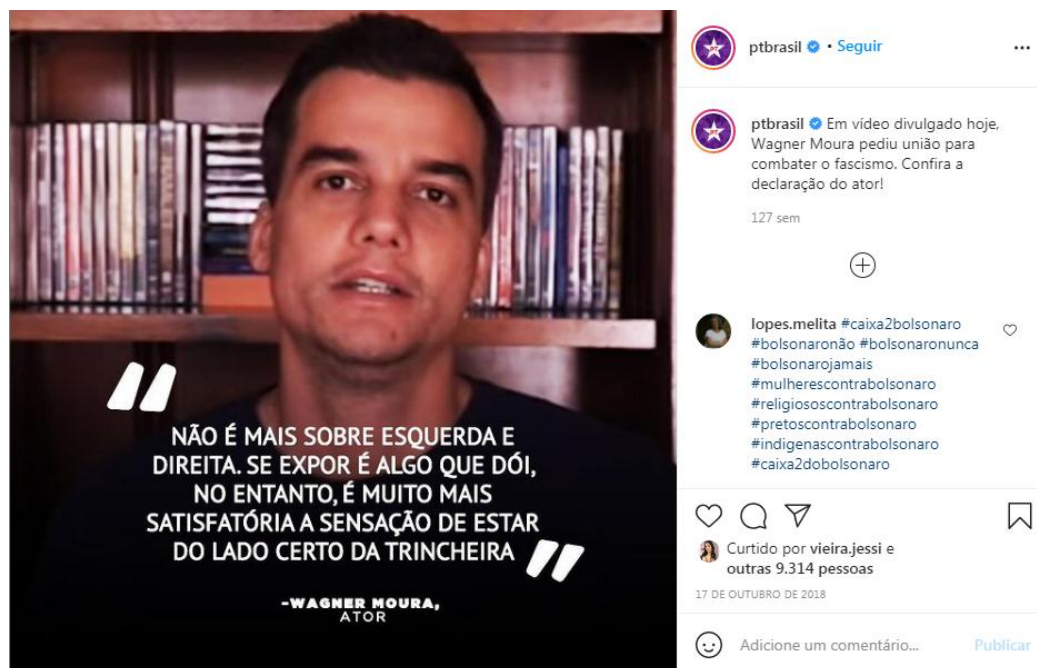 NÃO É MAIS SOBRE ESQUERDA E
DIREITA. SE EXPOR É ALGO QUE DÓI,
NO ENTANTO, É MUITO MAIS
SATISFATÓRIA A SENSAÇÃO DE ESTAR
DO LADO CERTO DA TRINCHEIRA
-WAGNER MOURA,
ATOR
ptbrasil • Seguir
ptbrasil Em vídeo divulgado hoje,
Wagner Moura pediu união para
combater o fascismo. Confira a
declaração do ator!
127 sem
lopes.melita #caixa2bolsonaro
#bolsonaronão #bolsonaronunca
#bolsonarojamais
#mulherescontrabolsonaro
#religiososcontrabolsonaro
#pretoscontrabolsonaro
#indigenascontrabolsonaro
#caixa2dobolsonaro
Curtido por vieira.jessi e
outras 9.314 pessoas
17 DE OUTUBRO DE 2018
Adicione um comentário... Publicar